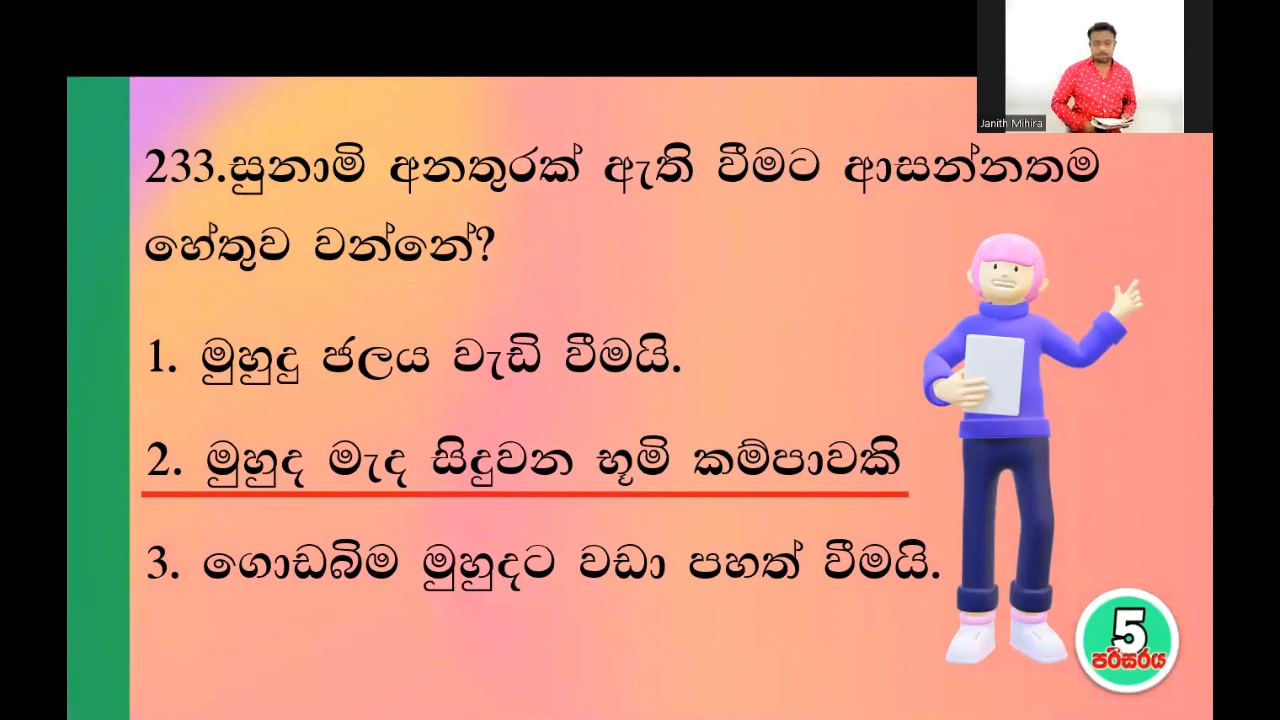 Janith Mihira
233.සුනාමි අනතුරක් ඇති වීමට ආසන්නතම
හේතුව වන්නේ?
1. මුහුදු ජලය වැඩි වීමයි.
2. මුහුද මැද සිදුවන භූමි කම්පාවකි
3. ගොඩබිම මුහුදට වඩා පහත් වීමයි.
5
පරිසරය